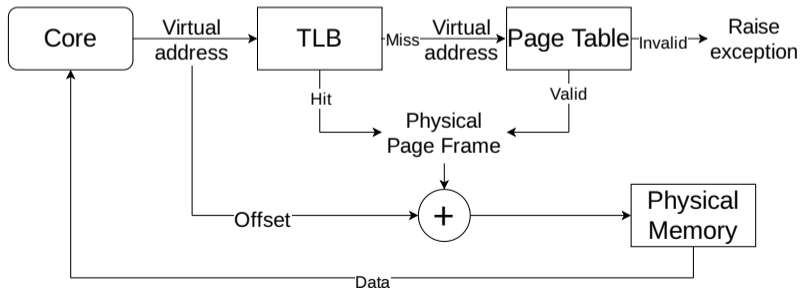 Core
Virtual
address
TLB
Miss
Virtual
address
Page Table
Invalid
Raise
exception
Hit
Valid
Physical
Page Frame
Offset
+
Physical
Memory
Data